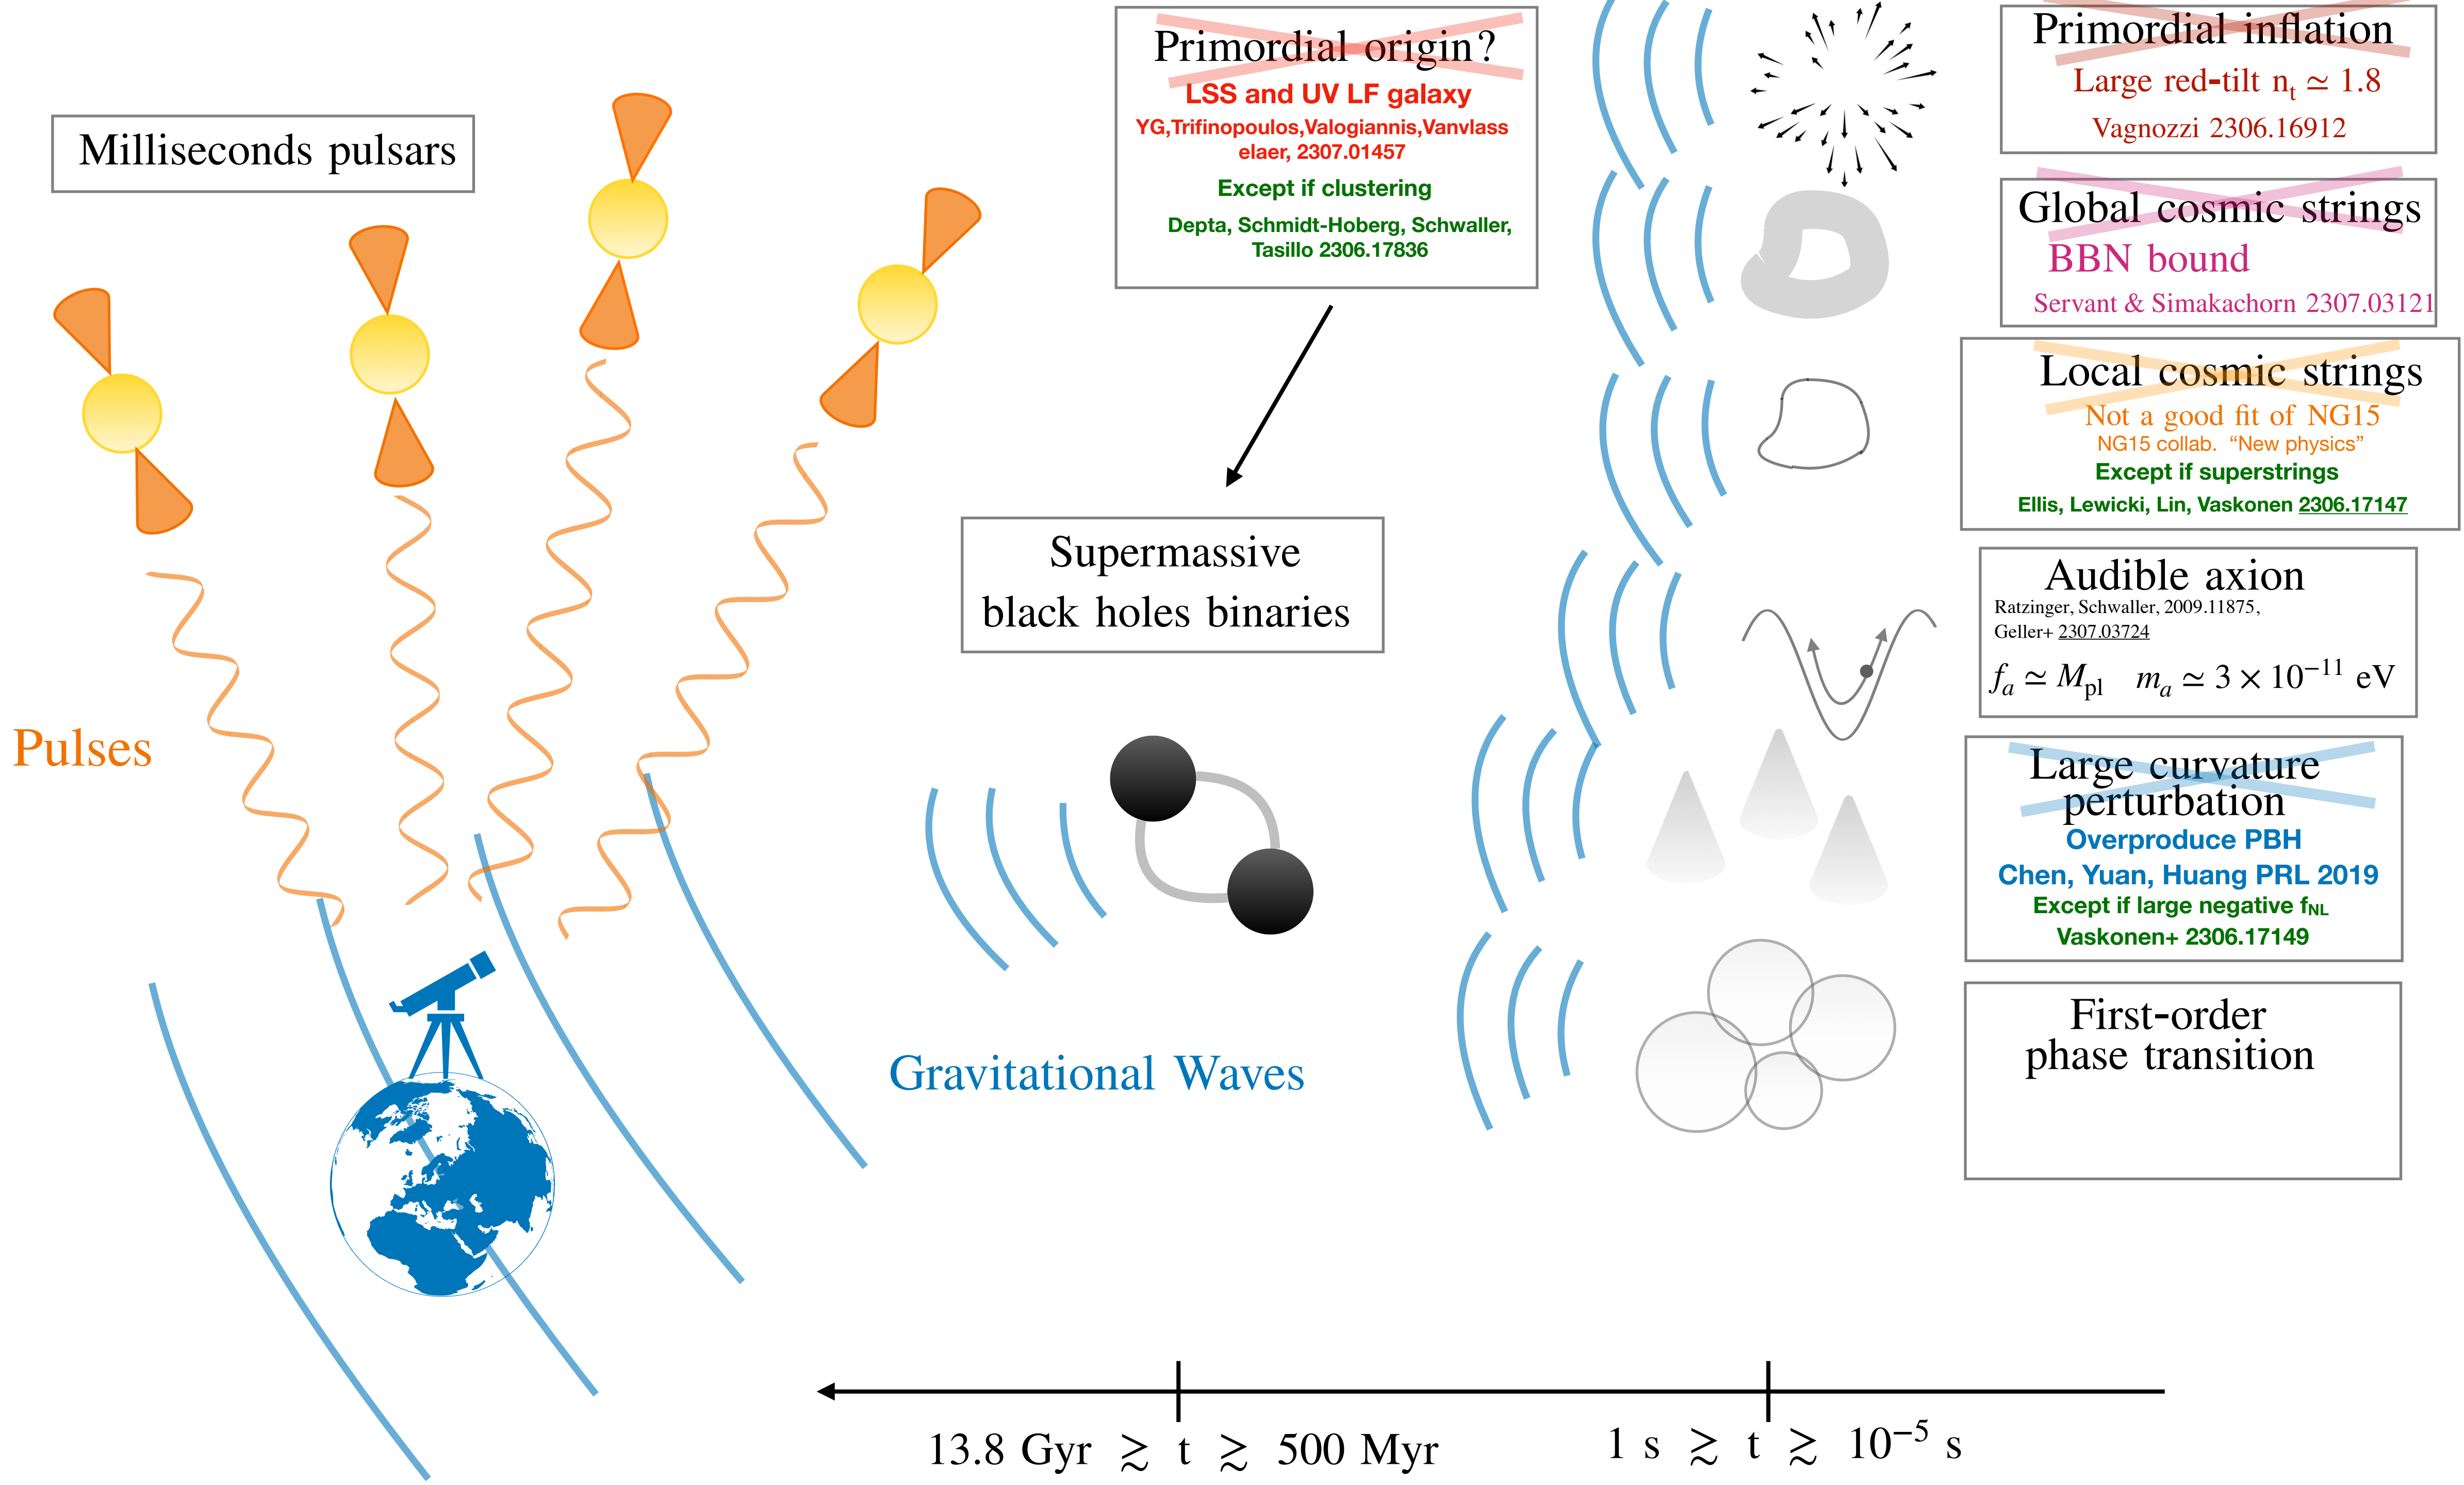 Milliseconds pulsars
Pulses
Primordial origin?
LSS and UV LF galaxy
YG,Trifinopoulos,Valogiannis,Vanvlass
elaer, 2307.01457
Except if clustering
Depta, Schmidt-Hoberg, Schwaller,
Tasillo 2306.17836
Supermassive
black holes binaries
Gravitational Waves
Primordial inflation
Large red-tilt nₜ ≃ 1.8
Vagnozzi 2306.16912
Global cosmic strings
BBN bound
Servant & Simakachorn 2307.03121
Local cosmic strings
Not a good fit of NG15
NG15 collab. “New physics”
Except if superstrings
Ellis, Lewicki, Lin, Vaskonen 2306.17147
Audible axion
Ratzinger, Schwaller, 2009.11875,
Geller+ 2307.03724
fₐ ≃ Mpl mₐ ≃ 3 × 10⁻¹¹ eV
Large curvature
perturbation
Overproduce PBH
Chen, Yuan, Huang PRL 2019
Except if large negative fNL
Vaskonen+ 2306.17149
First-order
phase transition
13.8 Gyr ≳ t ≳ 500 Myr
1 s ≳ t ≳ 10⁻⁵ s